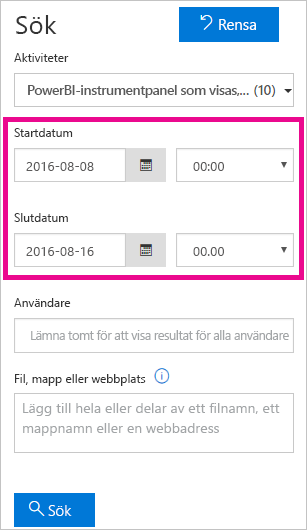 Sök
Rensa
Aktiviteter
PowerBI-instrumentpanel som visas,... (10)
Startdatum
2016-08-08 00:00
Slutdatum
2016-08-16 00.00
Användare
Lämna tomt för att visa resultat för alla användare
Fil, mapp eller webbplats
Lägg till hela eller delar av ett filnamn, ett
mappnamn eller en webbadress
Sök